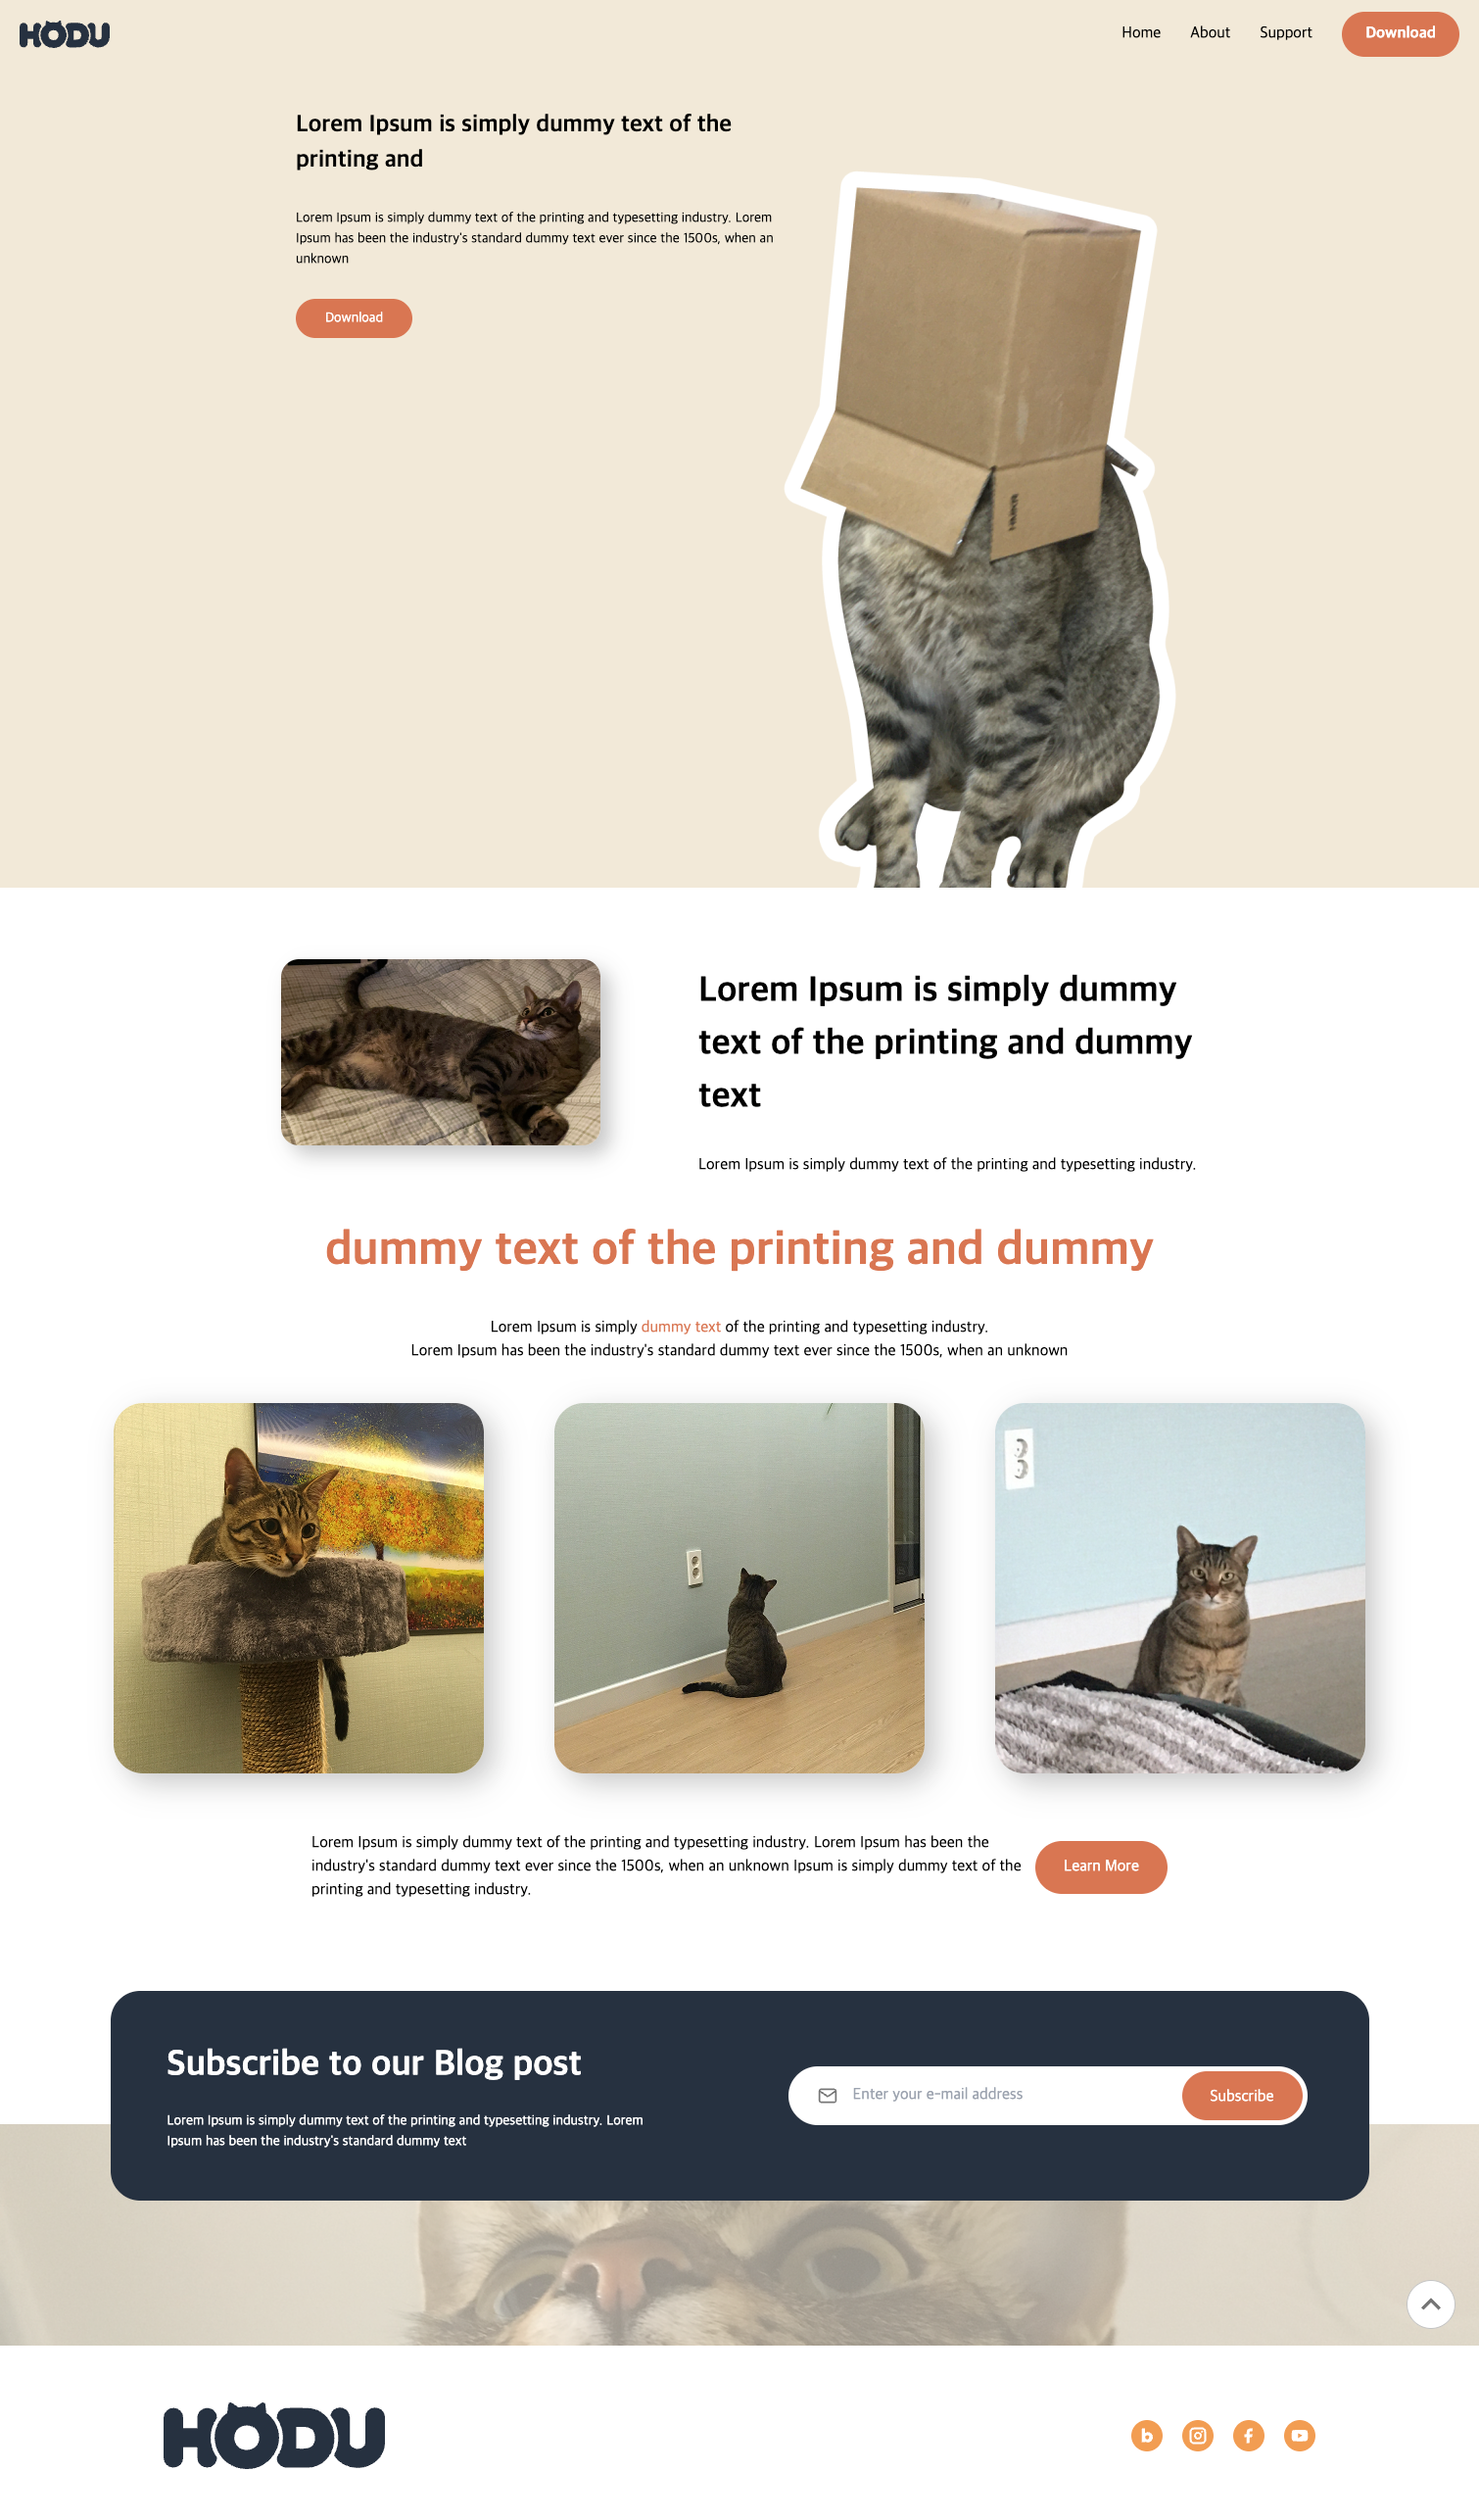 HODU
Home About Support Download
Lorem Ipsum is simply dummy text of the
printing and
Lorem Ipsum is simply dummy text of the printing and typesetting industry. Lorem
Ipsum has been the industry's standard dummy text ever since the 1500s, when an
unknown
Download
Lorem Ipsum is simply dummy
text of the printing and dummy
text
Lorem Ipsum is simply dummy text of the printing and typesetting industry.
dummy text of the printing and dummy
Lorem Ipsum is simply dummy text of the printing and typesetting industry.
Lorem Ipsum has been the industry's standard dummy text ever since the 1500s, when an unknown
Lorem Ipsum is simply dummy text of the printing and typesetting industry. Lorem Ipsum has been the
industry's standard dummy text ever since the 1500s, when an unknown Ipsum is simply dummy text of the
printing and typesetting industry.
Learn More
Subscribe to our Blog post
Lorem Ipsum is simply dummy text of the printing and typesetting industry. Lorem
Ipsum has been the industry's standard dummy text
Enter your e-mail address
Subscribe
HODU